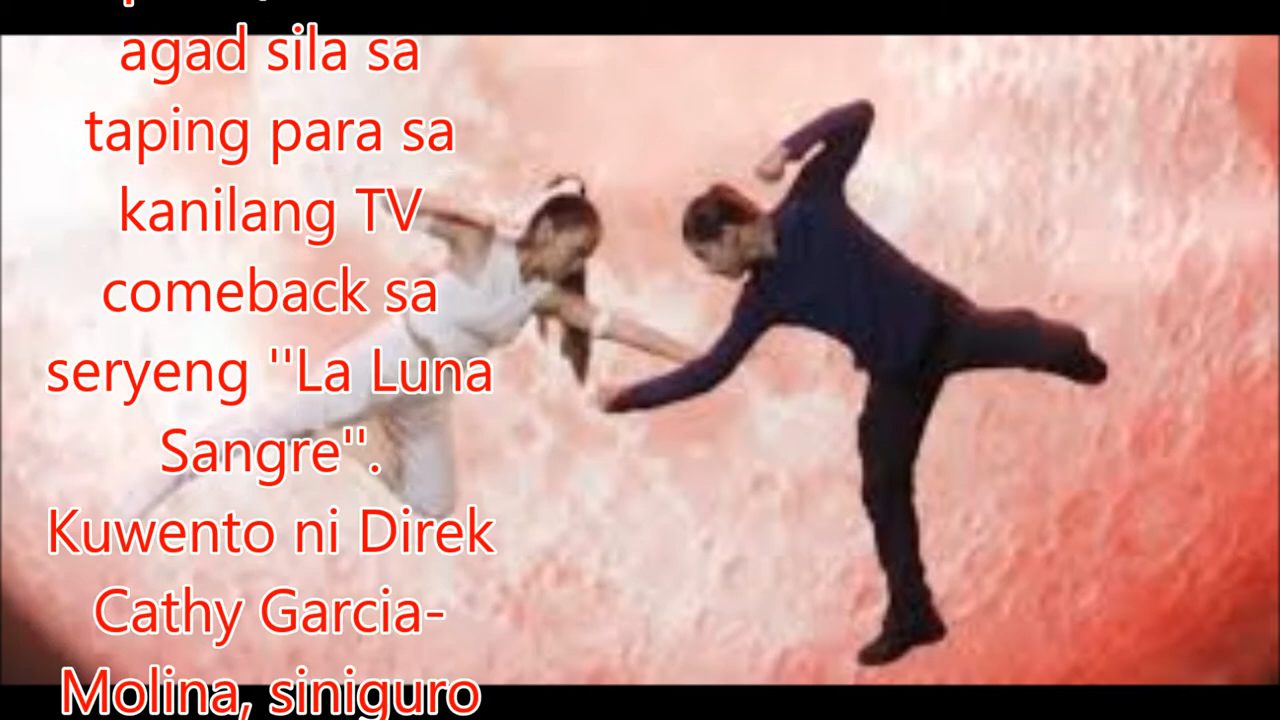 agad sila sa
taping para sa
kanilang TV
comeback sa
seryeng "La Luna
Sangre".
Kuwento ni Direk
Cathy Garcia-
Molina, siniguro